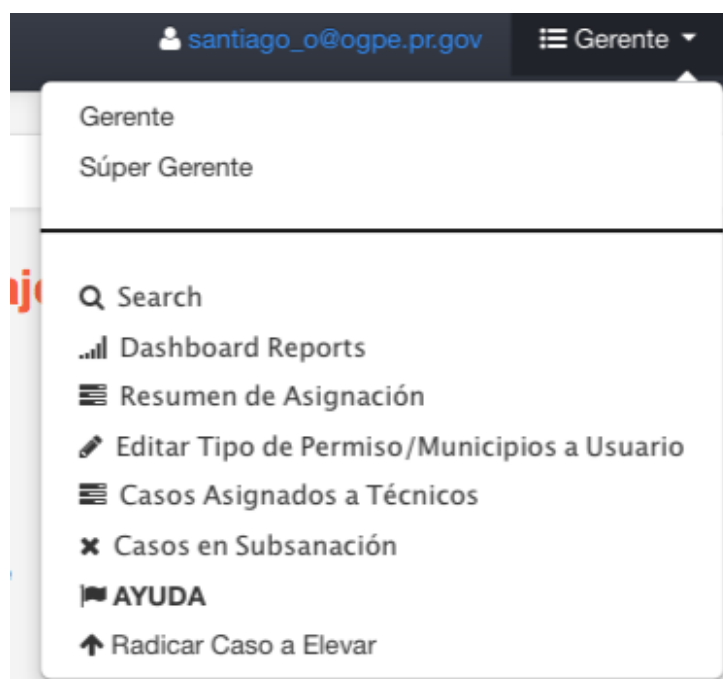 santiago_o@ogpe.pr.gov
Gerente
Gerente
Súper Gerente
Search
Dashboard Reports
Resumen de Asignación
Editar Tipo de Permiso/Municipios a Usuario
Casos Asignados a Técnicos
Casos en Subsanación
AYUDA
Radicar Caso a Elevar